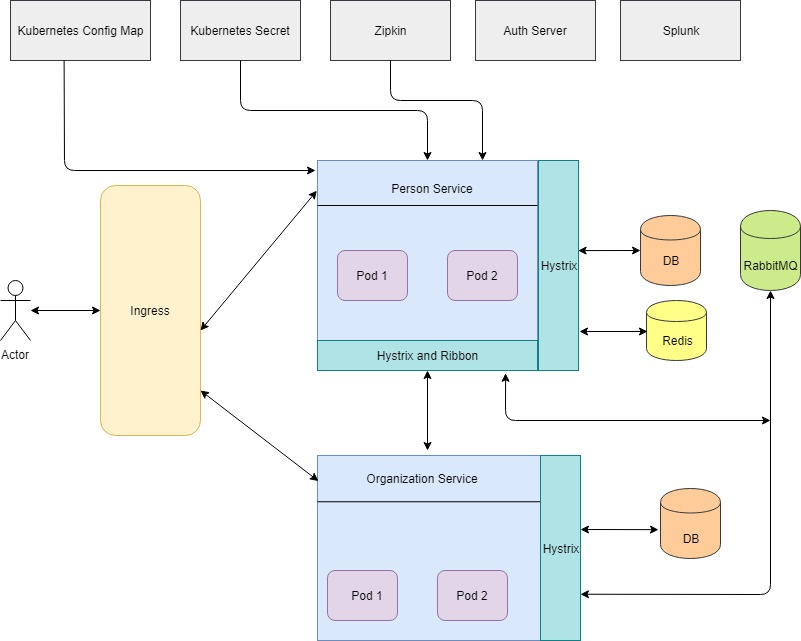 Kubernetes Config Map
Kubernetes Secret
Zipkin
Auth Server
Splunk
Person Service
Pod 1
Pod 2
Hystrix
Hystrix and Ribbon
DB
Redis
RabbitMQ
Ingress
Actor
Organization Service
Pod 1
Pod 2
Hystrix
DB